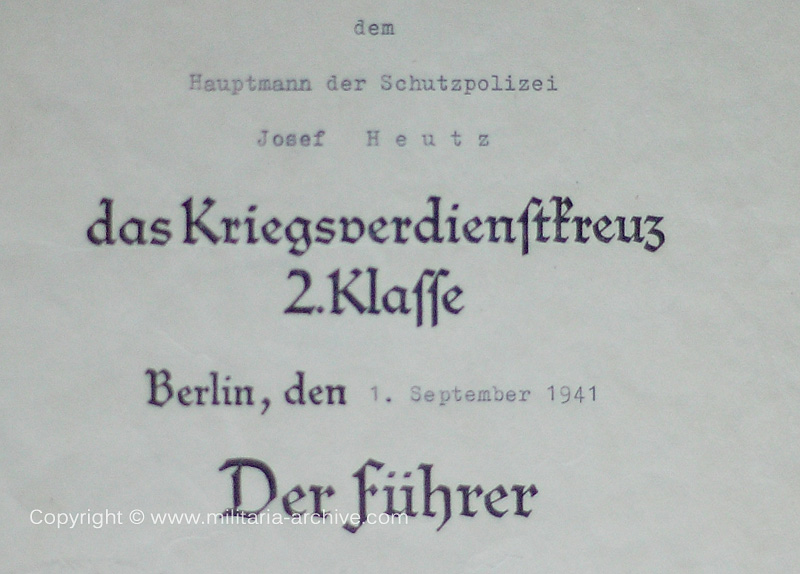 dem
Hauptmann der Schutzpolizei
Josef H e u t z
das Kriegsverdienſtkreuz
2. Klaſſe
Berlin, den 1. September 1941
Der Führer
Copyright © www.militaria-archive.com